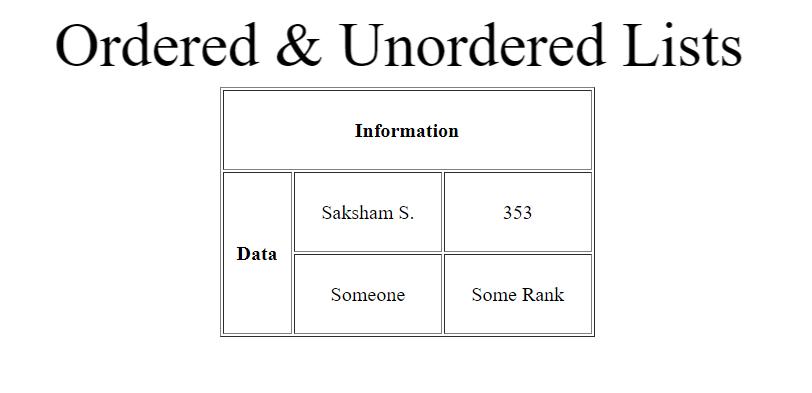 Ordered & Unordered Lists
Information
Data
Saksham S.
353
Someone
Some Rank